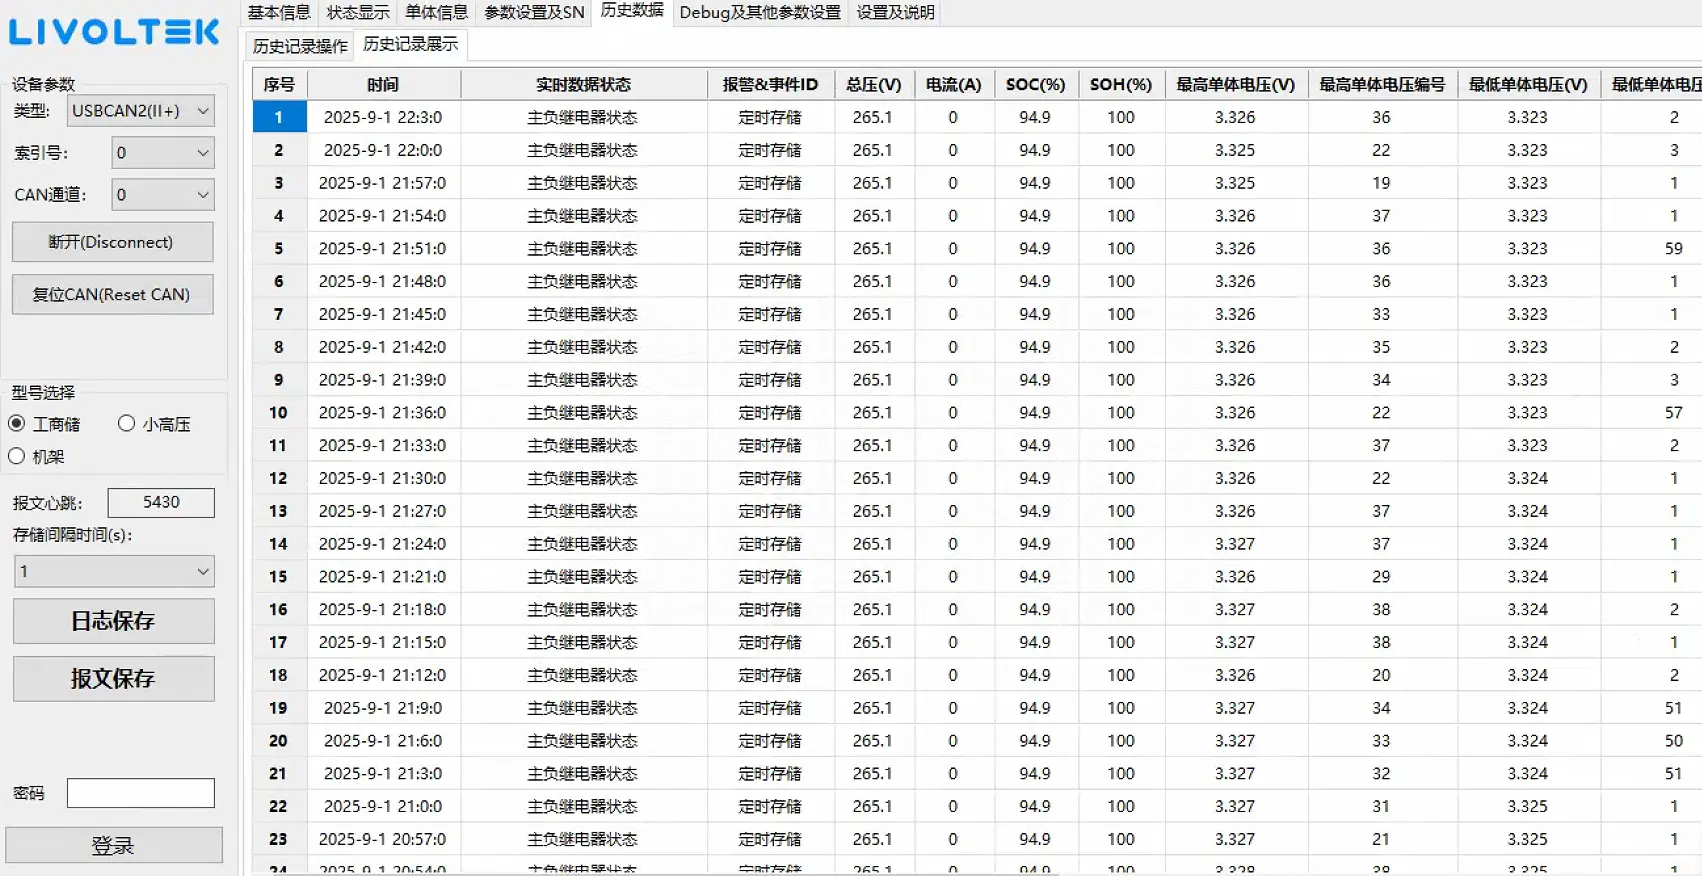 LIVOLTEK
基本信息 状态显示 单体信息 参数设置及SN 历史数据 Debug及其他参数设置 设置及说明
历史记录操作 历史记录展示
设备参数
类型: USBCAN2(II+)
索引号: 0
CAN通道: 0
断开(Disconnect)
复位CAN(Reset CAN)
型号选择
工商储 小高压
机架
报文心跳: 5430
存储间隔时间(s):
1
日志保存
报文保存
密码
登录
序号 时间 实时数据状态 报警&事件ID 总压(V) 电流(A) SOC(%) SOH(%) 最高单体电压(V) 最高单体电压编号 最低单体电压(V) 最低单体电压
1 2025-9-1 22:3:0 主负继电器状态 定时存储 265.1 0 94.9 100 3.326 36 3.323 2
2 2025-9-1 22:0:0 主负继电器状态 定时存储 265.1 0 94.9 100 3.325 22 3.323 3
3 2025-9-1 21:57:0 主负继电器状态 定时存储 265.1 0 94.9 100 3.325 19 3.323 1
4 2025-9-1 21:54:0 主负继电器状态 定时存储 265.1 0 94.9 100 3.326 37 3.323 1
5 2025-9-1 21:51:0 主负继电器状态 定时存储 265.1 0 94.9 100 3.326 36 3.323 59
6 2025-9-1 21:48:0 主负继电器状态 定时存储 265.1 0 94.9 100 3.326 36 3.323 1
7 2025-9-1 21:45:0 主负继电器状态 定时存储 265.1 0 94.9 100 3.326 33 3.323 1
8 2025-9-1 21:42:0 主负继电器状态 定时存储 265.1 0 94.9 100 3.326 35 3.323 2
9 2025-9-1 21:39:0 主负继电器状态 定时存储 265.1 0 94.9 100 3.326 34 3.323 3
10 2025-9-1 21:36:0 主负继电器状态 定时存储 265.1 0 94.9 100 3.326 22 3.323 57
11 2025-9-1 21:33:0 主负继电器状态 定时存储 265.1 0 94.9 100 3.326 37 3.323 2
12 2025-9-1 21:30:0 主负继电器状态 定时存储 265.1 0 94.9 100 3.326 22 3.324 1
13 2025-9-1 21:27:0 主负继电器状态 定时存储 265.1 0 94.9 100 3.326 37 3.324 1
14 2025-9-1 21:24:0 主负继电器状态 定时存储 265.1 0 94.9 100 3.327 37 3.324 1
15 2025-9-1 21:21:0 主负继电器状态 定时存储 265.1 0 94.9 100 3.326 29 3.324 1
16 2025-9-1 21:18:0 主负继电器状态 定时存储 265.1 0 94.9 100 3.327 38 3.324 2
17 2025-9-1 21:15:0 主负继电器状态 定时存储 265.1 0 94.9 100 3.327 38 3.324 1
18 2025-9-1 21:12:0 主负继电器状态 定时存储 265.1 0 94.9 100 3.326 20 3.324 2
19 2025-9-1 21:9:0 主负继电器状态 定时存储 265.1 0 94.9 100 3.327 34 3.324 51
20 2025-9-1 21:6:0 主负继电器状态 定时存储 265.1 0 94.9 100 3.327 33 3.324 50
21 2025-9-1 21:3:0 主负继电器状态 定时存储 265.1 0 94.9 100 3.327 32 3.324 51
22 2025-9-1 21:0:0 主负继电器状态 定时存储 265.1 0 94.9 100 3.327 31 3.325 1
23 2025-9-1 20:57:0 主负继电器状态 定时存储 265.1 0 94.9 100 3.327 21 3.325 1
24 2025-9-1 20:54:0 主负继电器状态 定时存储 265.1 0 94.9 100 3.328 38 3.325 1